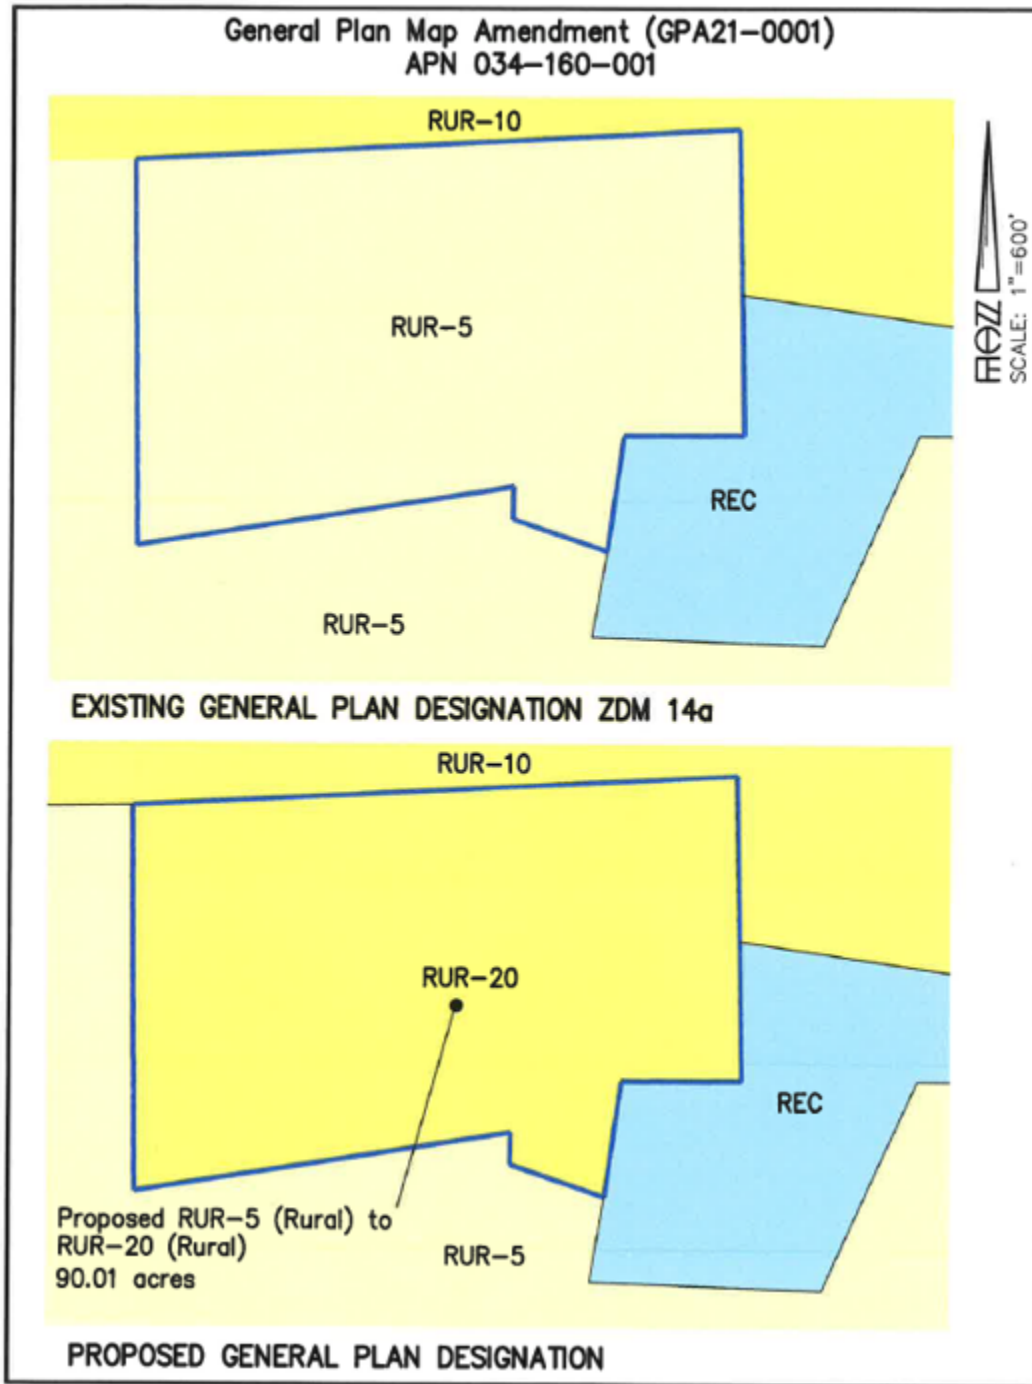 General Plan Map Amendment (GPA21-0001)
APN 034-160-001
RUR-10
RUR-5
REC
RUR-5
SCALE: 1"=600'
EXISTING GENERAL PLAN DESIGNATION ZDM 14a
RUR-10
RUR-20
REC
Proposed RUR-5 (Rural) to
RUR-20 (Rural)
90.01 acres
RUR-5
PROPOSED GENERAL PLAN DESIGNATION